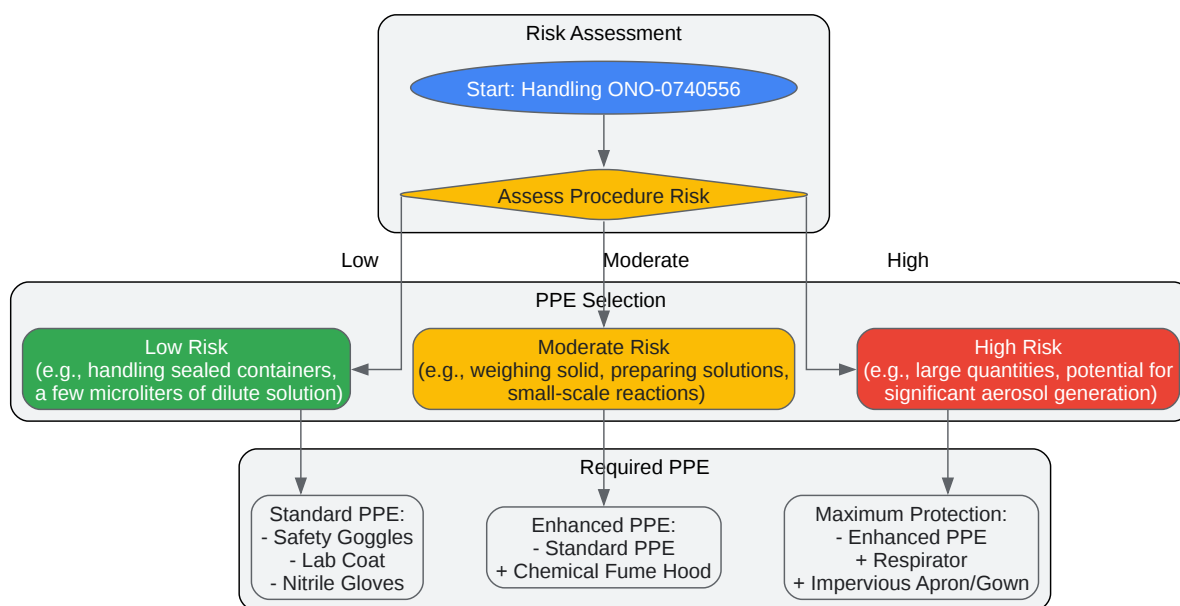 Risk Assessment
Start: Handling ONO-0740556
Assess Procedure Risk
Low
Moderate
High
PPE Selection
Low Risk
(e.g., handling sealed containers,
a few microliters of dilute solution)
Moderate Risk
(e.g., weighing solid, preparing solutions,
small-scale reactions)
High Risk
(e.g., large quantities, potential for
significant aerosol generation)
Required PPE
Standard PPE:
- Safety Goggles
- Lab Coat
- Nitrile Gloves
Enhanced PPE:
- Standard PPE
+ Chemical Fume Hood
Maximum Protection:
- Enhanced PPE
+ Respirator
+ Impervious Apron/Gown